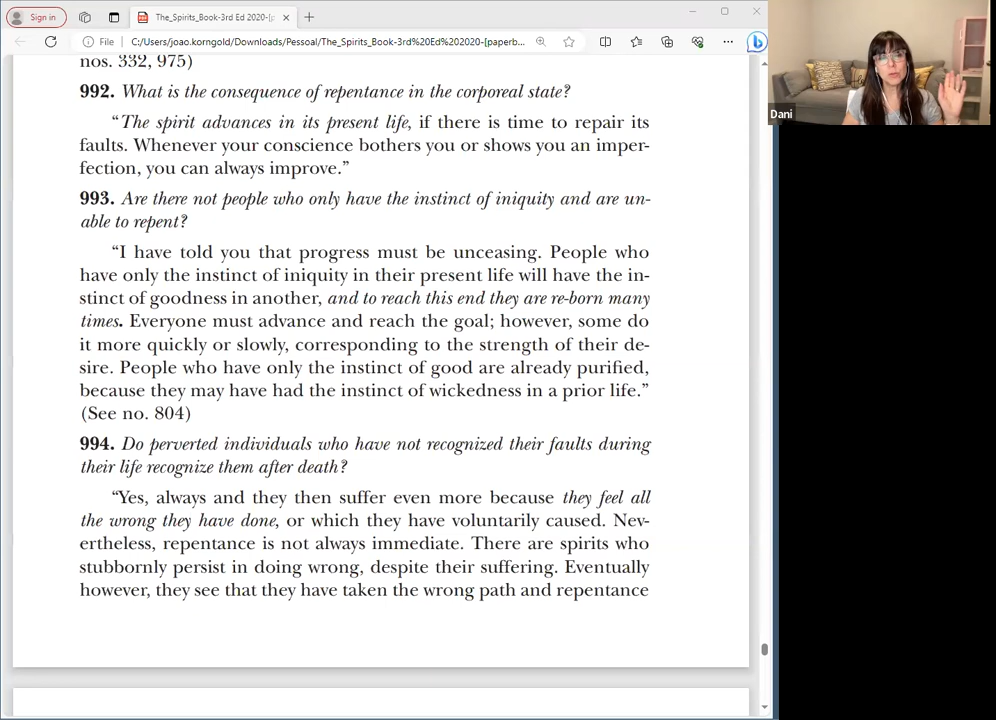 Sign in
The_Spirits_Book-3rd Ed 2020-[p
File
C:/Users/joao.korngold/Downloads/Pessoal/The_Spirits_Book-3rd%20Ed%202020-[paperb...
Dani
nos. 332, 975)
992. What is the consequence of repentance in the corporeal state?
“The spirit advances in its present life, if there is time to repair its
faults. Whenever your conscience bothers you or shows you an imper-
fection, you can always improve.”
993. Are there not people who only have the instinct of iniquity and are un-
able to repent?
“I have told you that progress must be unceasing. People who
have only the instinct of iniquity in their present life will have the in-
stinct of goodness in another, and to reach this end they are re-born many
times. Everyone must advance and reach the goal; however, some do
it more quickly or slowly, corresponding to the strength of their de-
sire. People who have only the instinct of good are already purified,
because they may have had the instinct of wickedness in a prior life.”
(See no. 804)
994. Do perverted individuals who have not recognized their faults during
their life recognize them after death?
“Yes, always and they then suffer even more because they feel all
the wrong they have done, or which they have voluntarily caused. Nev-
ertheless, repentance is not always immediate. There are spirits who
stubbornly persist in doing wrong, despite their suffering. Eventually
however, they see that they have taken the wrong path and repentance